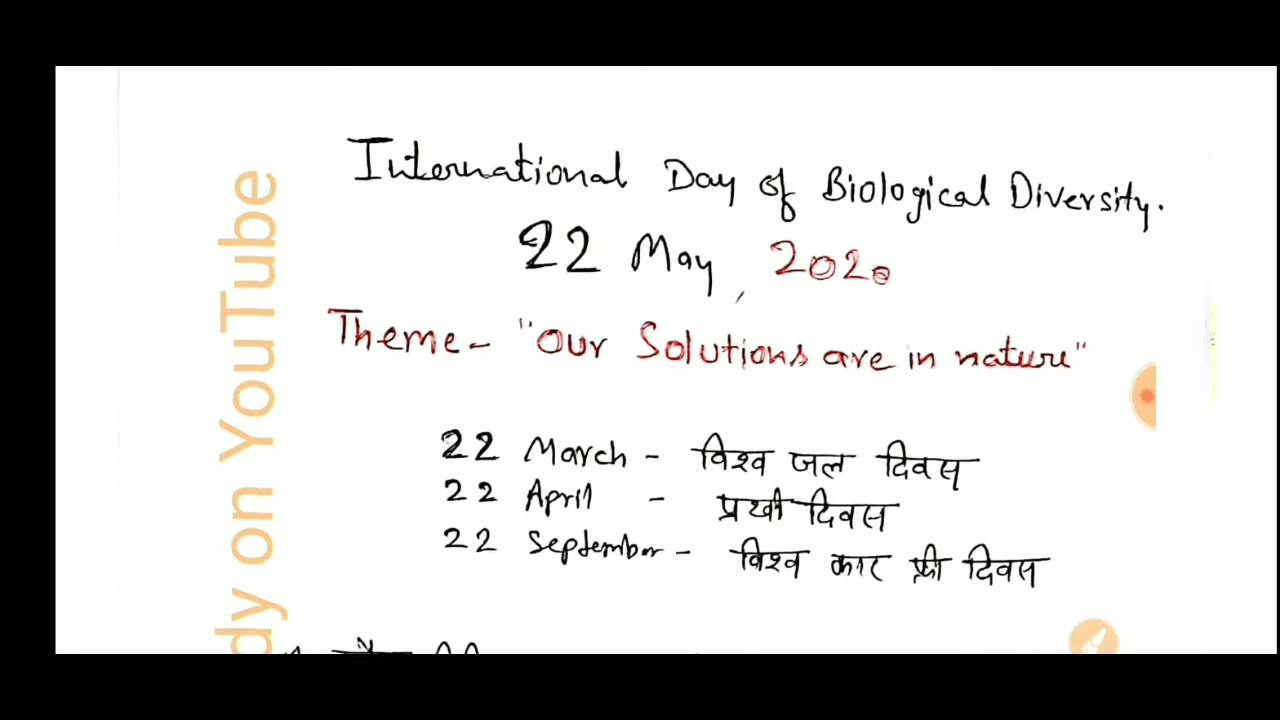 International Day of Biological Diversity.
22 May, 2020
Theme - "Our Solutions are in nature"
22 March - विश्व जल दिवस
22 April - प्रथ्वी दिवस
22 September - विश्व कार फ्री दिवस
dy on YouTube